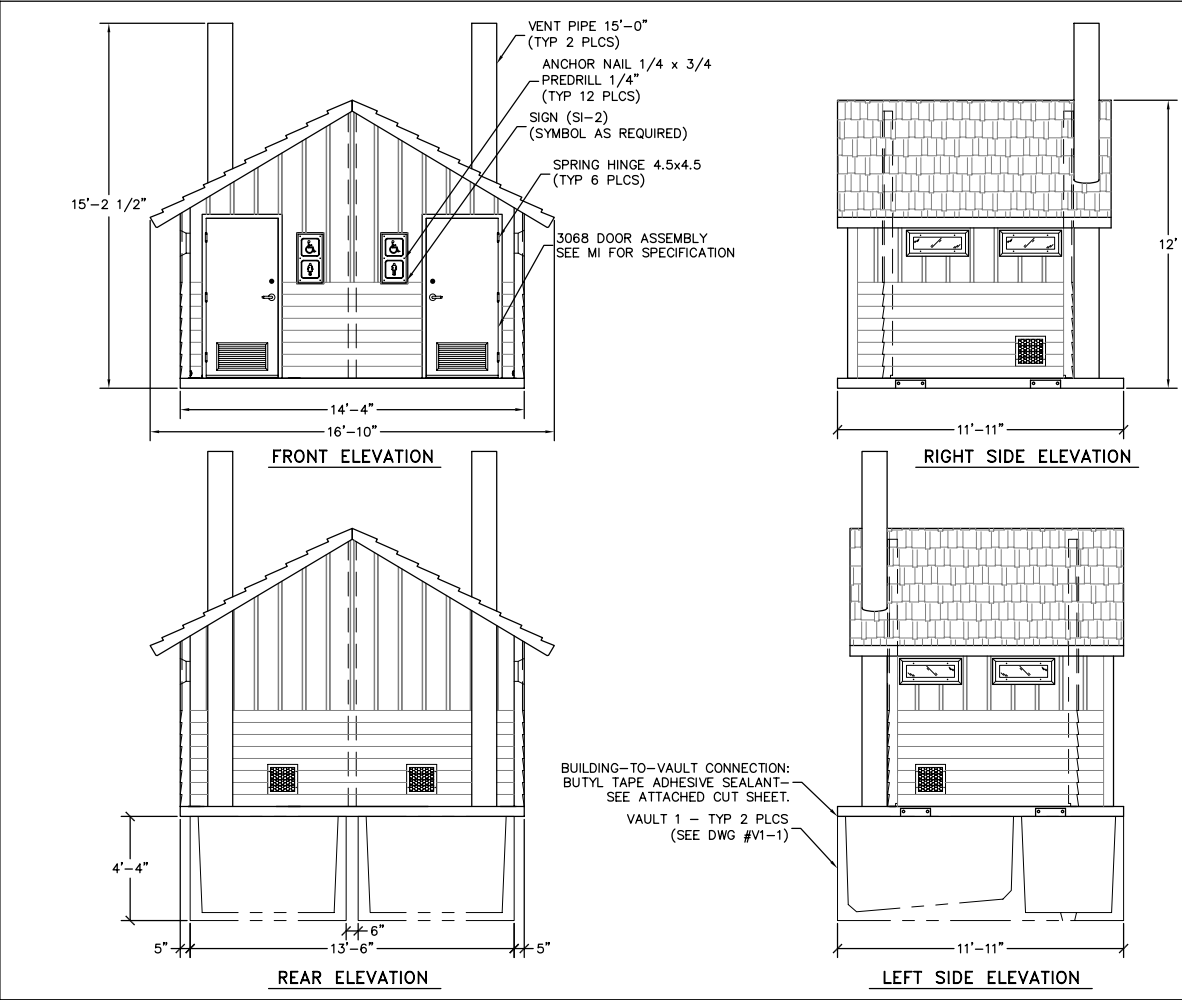 VENT PIPE 15'-0"
(TYP 2 PLCS)
ANCHOR NAIL 1/4 x 3/4
PREDRILL 1/4"
(TYP 12 PLCS)
SIGN (SI-2)
(SYMBOL AS REQUIRED)
SPRING HINGE 4.5x4.5
(TYP 6 PLCS)
3068 DOOR ASSEMBLY
SEE MI FOR SPECIFICATION
15'-2 1/2"
14'-4"
16'-10"
FRONT ELEVATION
12'
11'-11"
RIGHT SIDE ELEVATION
4'-4"
6"
5"
13'-6"
5"
REAR ELEVATION
BUILDING-TO-VAULT CONNECTION:
BUTYL TAPE ADHESIVE SEALANT-
SEE ATTACHED CUT SHEET.
VAULT 1 - TYP 2 PLCS
(SEE DWG #V1-1)
11'-11"
LEFT SIDE ELEVATION